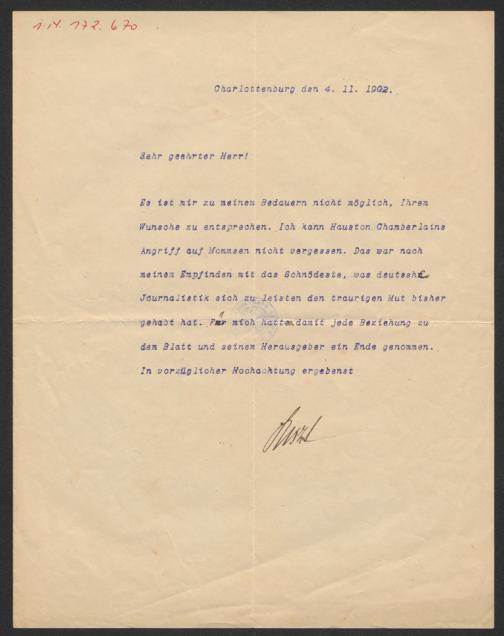 i.N. 172.670
Charlottenburg den 4. 11. 1902.
Sehr geehrter Herr!
Es ist mir zu meinem Bedauern nicht möglich, Ihrem
Wunsche zu entsprechen. Ich kann Hauston Chamberlains
Angriff auf Mommsen nicht vergessen. Das war nach
meinem Empfinden mit das Schnödeste, was deutsche
Journalistik sich zu leisten den traurigen Mut bisher
gehabt hat. Für mich hatte damit jede Beziehung zu
dem Blatt und seinem Herausgeber ein Ende genommen.
In vorzüglicher Hochachtung ergebenst